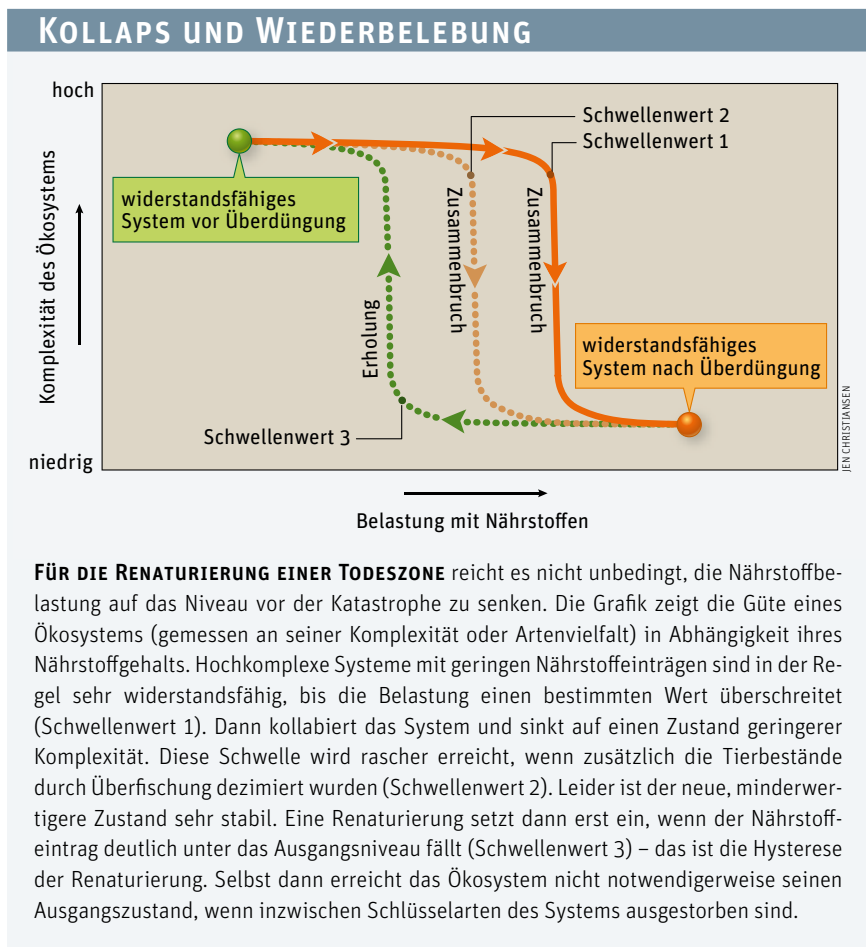 KOLLAPS UND WIEDERBELEBUNG
hoch
Schwellenwert 2
Schwellenwert 1
widerstandsfähiges
System vor Überdüngung
Komplexität des Ökosystems
Zusammenbruch
Zusammenbruch
Erholung
widerstandsfähiges
System nach Überdüngung
Schwellenwert 3
niedrig
JEN CHRISTIANSEN
Belastung mit Nährstoffen
FÜR DIE RENATURIERUNG EINER TODESZONE reicht es nicht unbedingt, die Nährstoffbe-
lastung auf das Niveau vor der Katastrophe zu senken. Die Grafik zeigt die Güte eines
Ökosystems (gemessen an seiner Komplexität oder Artenvielfalt) in Abhängigkeit ihres
Nährstoffgehalts. Hochkomplexe Systeme mit geringen Nährstoffeinträgen sind in der Re-
gel sehr widerstandsfähig, bis die Belastung einen bestimmten Wert überschreitet
(Schwellenwert 1). Dann kollabiert das System und sinkt auf einen Zustand geringerer
Komplexität. Diese Schwelle wird rascher erreicht, wenn zusätzlich die Tierbestände
durch Überfischung dezimiert wurden (Schwellenwert 2). Leider ist der neue, minderwer-
tigere Zustand sehr stabil. Eine Renaturierung setzt dann erst ein, wenn der Nährstoff-
eintrag deutlich unter das Ausgangsniveau fällt (Schwellenwert 3) – das ist die Hysterese
der Renaturierung. Selbst dann erreicht das Ökosystem nicht notwendigerweise seinen
Ausgangszustand, wenn inzwischen Schlüsselarten des Systems ausgestorben sind.